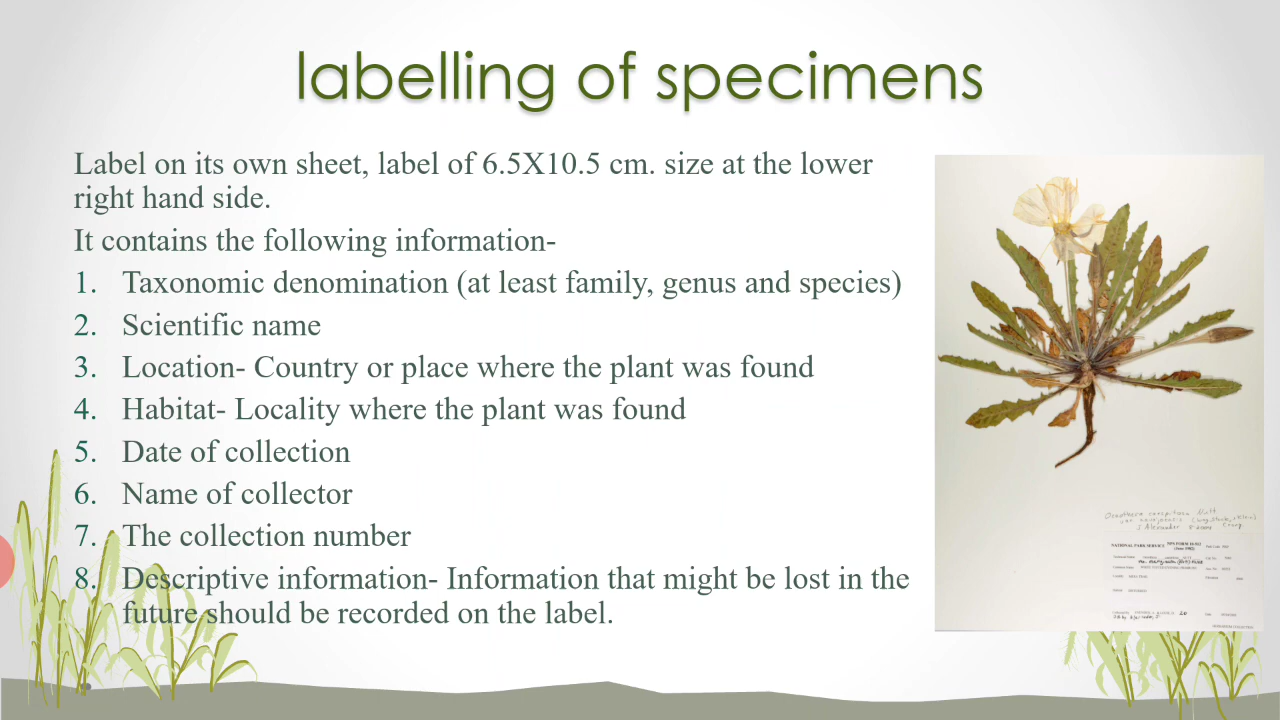 labelling of specimens
Label on its own sheet, label of 6.5X10.5 cm. size at the lower
right hand side.
It contains the following information-
1. Taxonomic denomination (at least family, genus and species)
2. Scientific name
3. Location- Country or place where the plant was found
4. Habitat- Locality where the plant was found
5. Date of collection
6. Name of collector
7. The collection number
8. Descriptive information- Information that might be lost in the
future should be recorded on the label.
NATIONAL PARK SERVICE